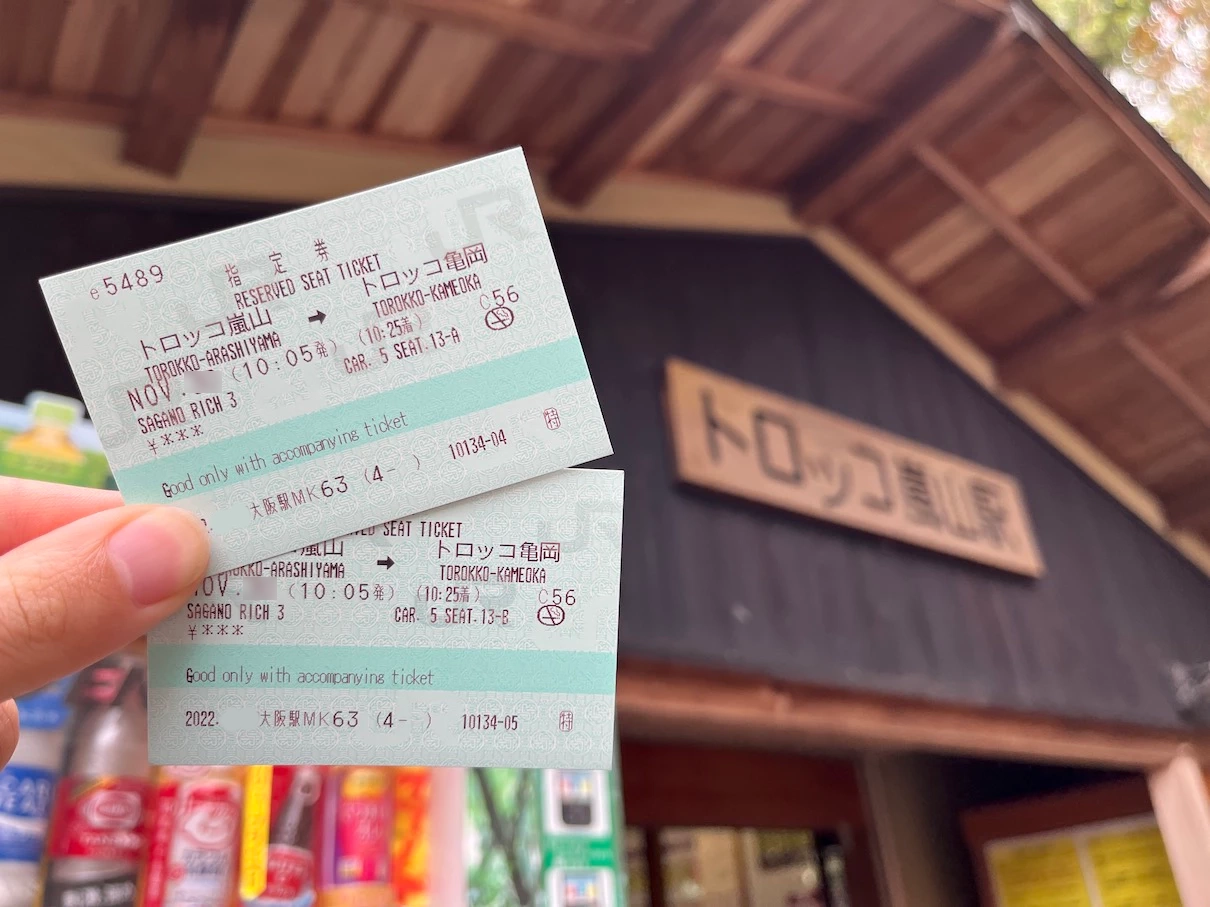 e5489
指定券
RESERVED SEAT TICKET
トロッコ嵐山 ➡ トロッコ亀岡
TOROKKO-ARASHIYAMA TOROKKO-KAMEOKA
NOV. (10:05発) (10:25着) C56
SAGANO RICH 3 CAR. 5 SEAT.13-A
¥***
Good only with accompanying ticket
大阪駅MK63 (4- ) 10134-04 特
SEAT TICKET
嵐山 ➡ トロッコ亀岡
-ARASHIYAMA TOROKKO-KAMEOKA
NOV. (10:05発) (10:25着) C56
SAGANO RICH 3 CAR. 5 SEAT.13-B
¥***
Good only with accompanying ticket
2022. 大阪駅MK63 (4- ) 10134-05 特
トロッコ嵐山駅